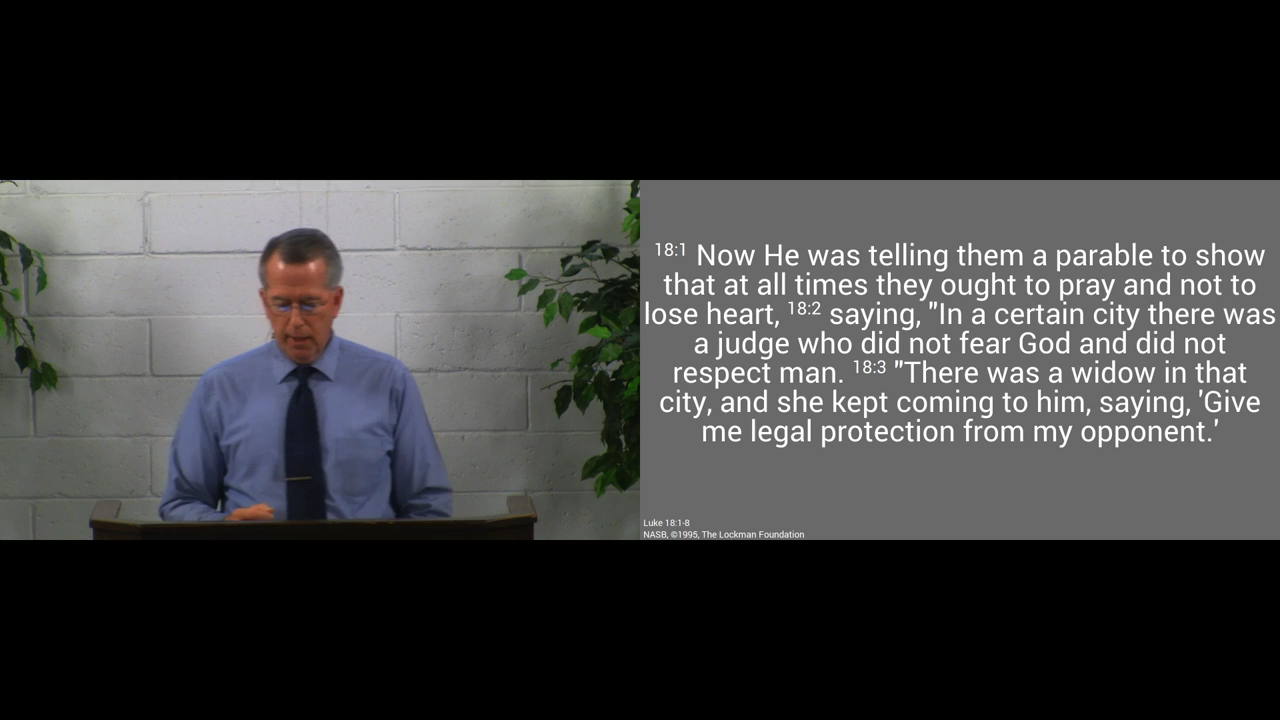 18:1 Now He was telling them a parable to show
that at all times they ought to pray and not to
lose heart, 18:2 saying, "In a certain city there was
a judge who did not fear God and did not
respect man. 18:3 "There was a widow in that
city, and she kept coming to him, saying, 'Give
me legal protection from my opponent.'
Luke 18:1-8
NASB, ©1995, The Lockman Foundation